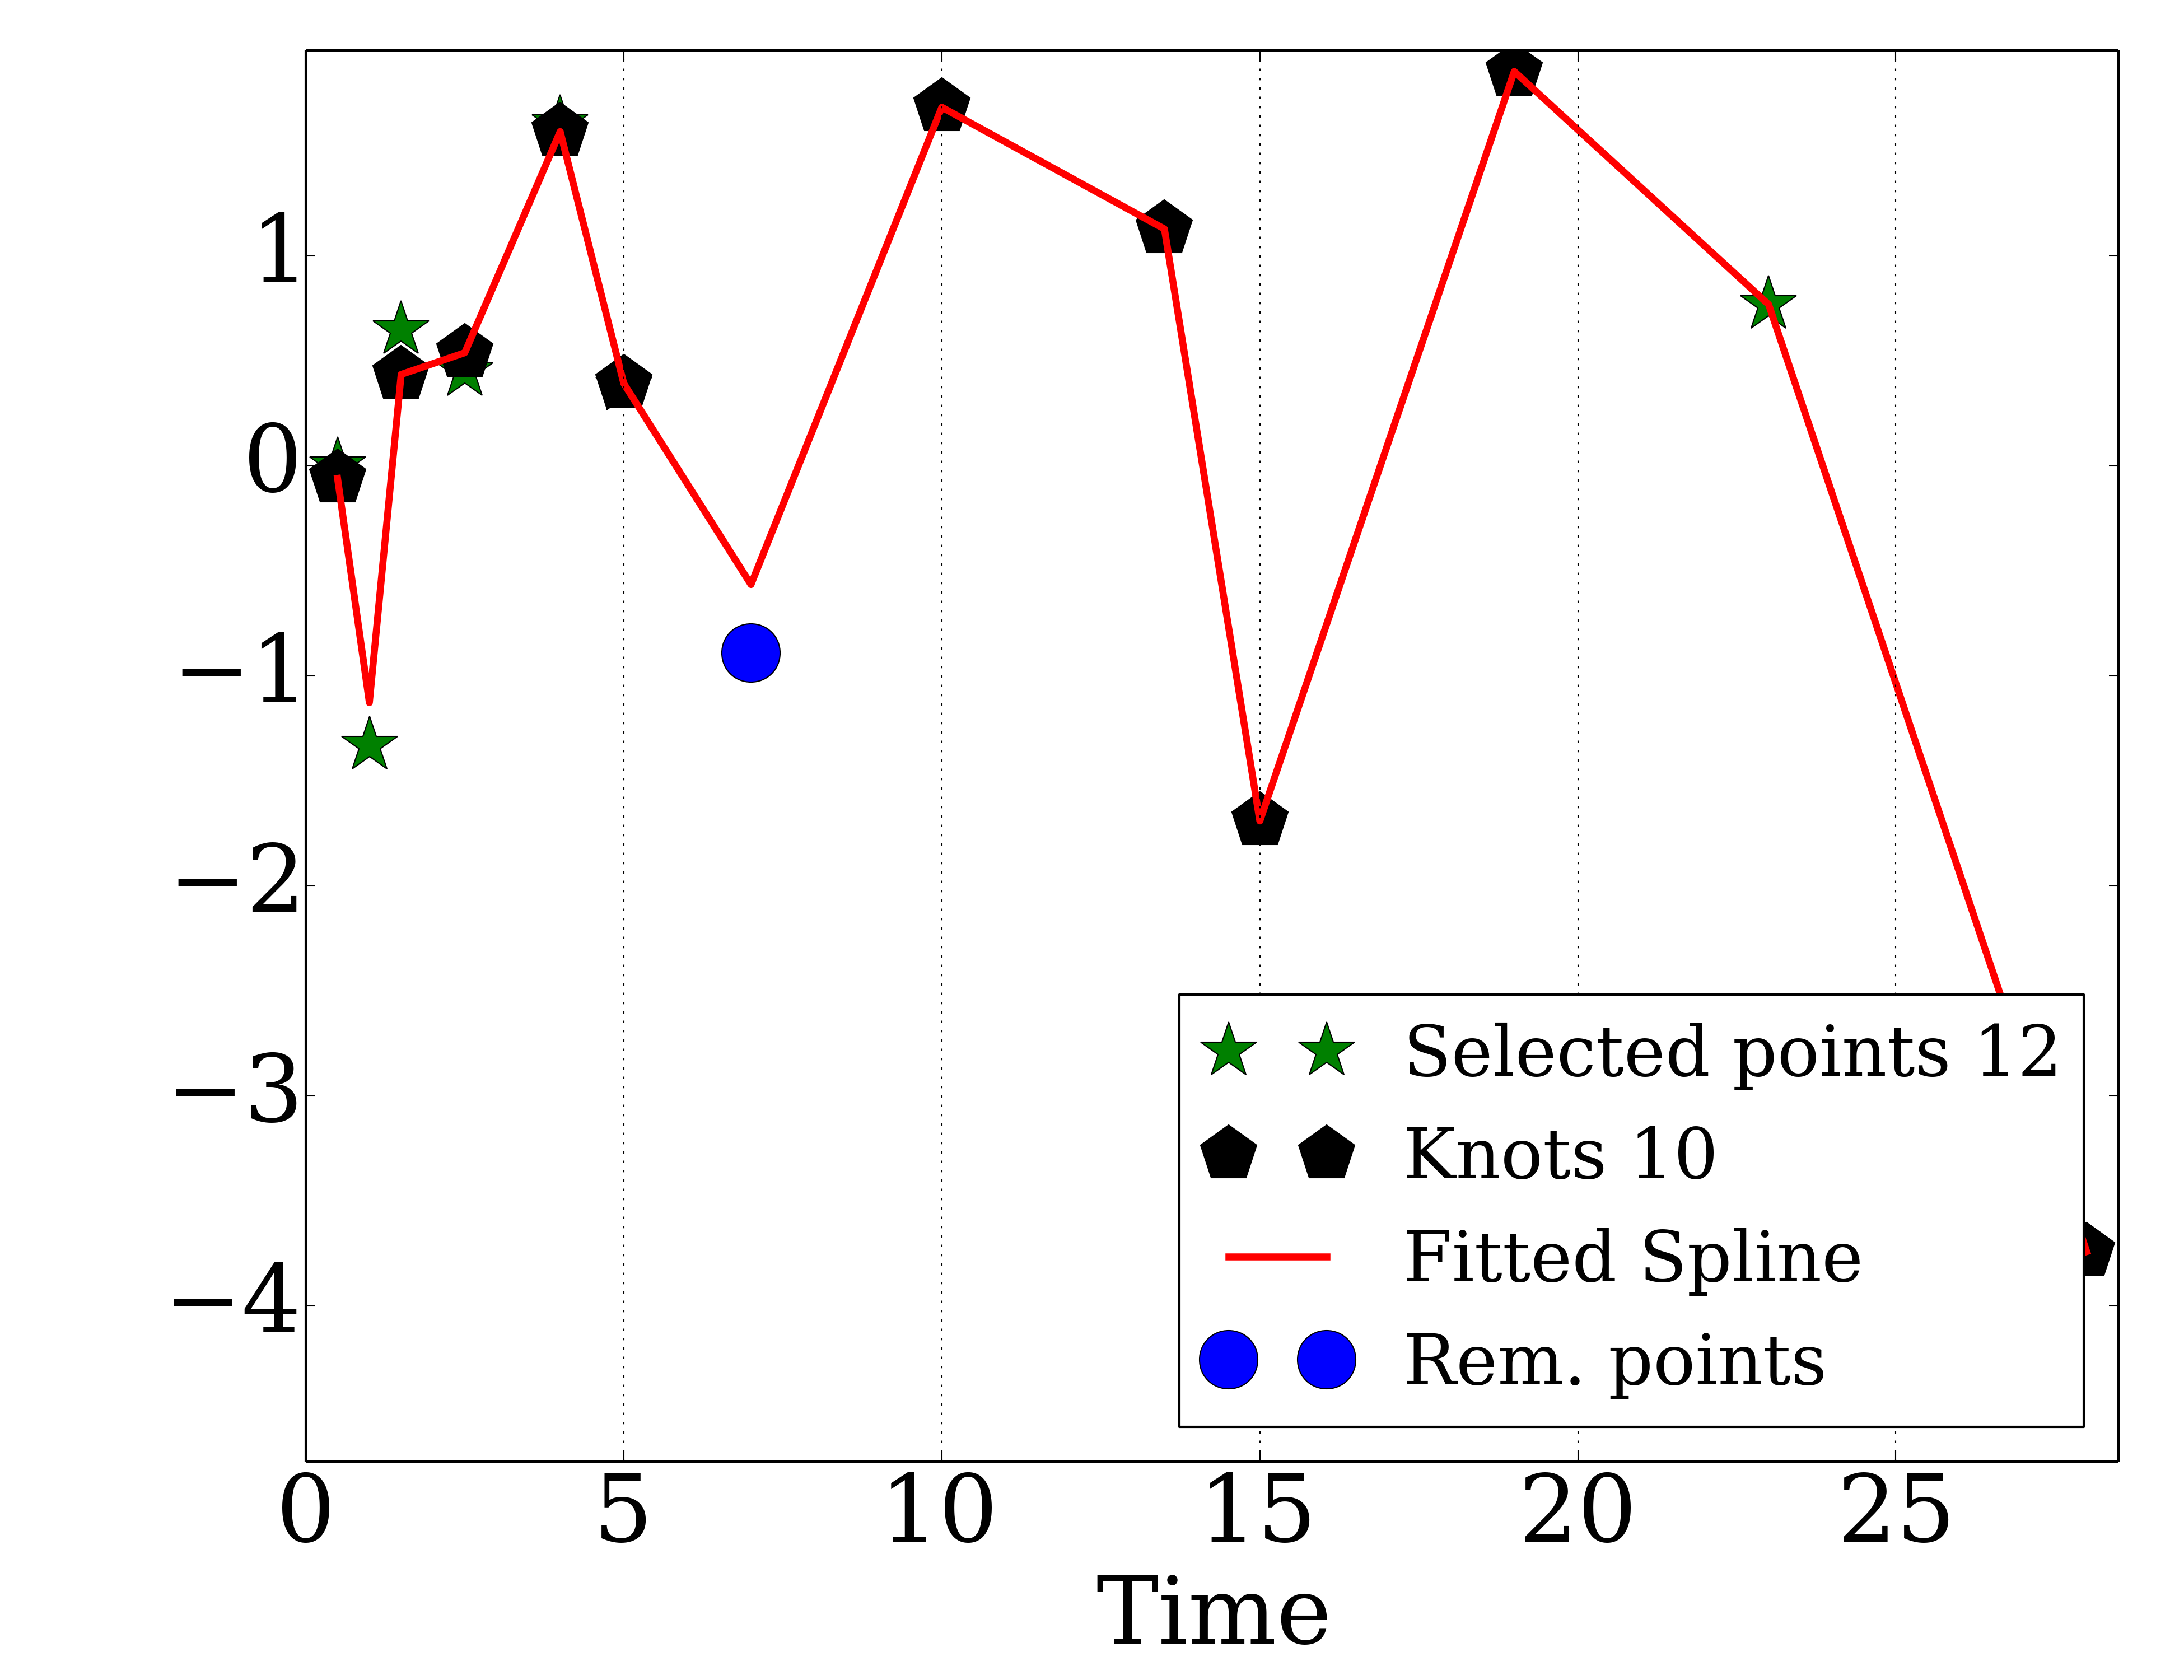 1
0
−1
−2
−3
−4
Selected points 12
Knots 10
Fitted Spline
Rem. points
0 5 10 15 20 25
Time